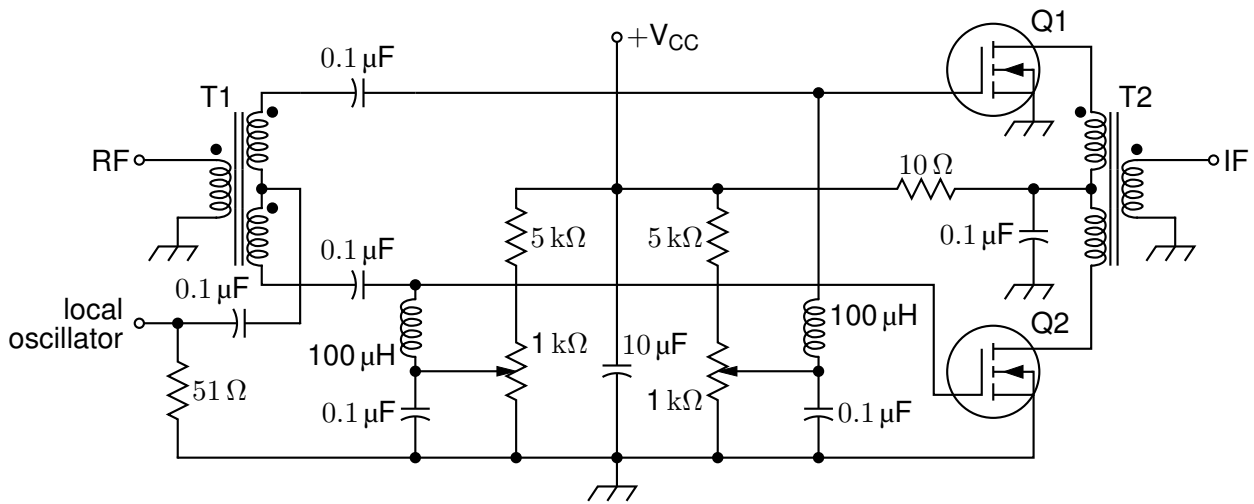 Q1
+V_CC
0.1 μF
T1
T2
RF
10 Ω
IF
5 kΩ
5 kΩ
0.1 μF
0.1 μF
0.1 μF
local
oscillator
100 μH
Q2
100 μH
1 kΩ
10 μF
51 Ω
1 kΩ
0.1 μF
0.1 μF